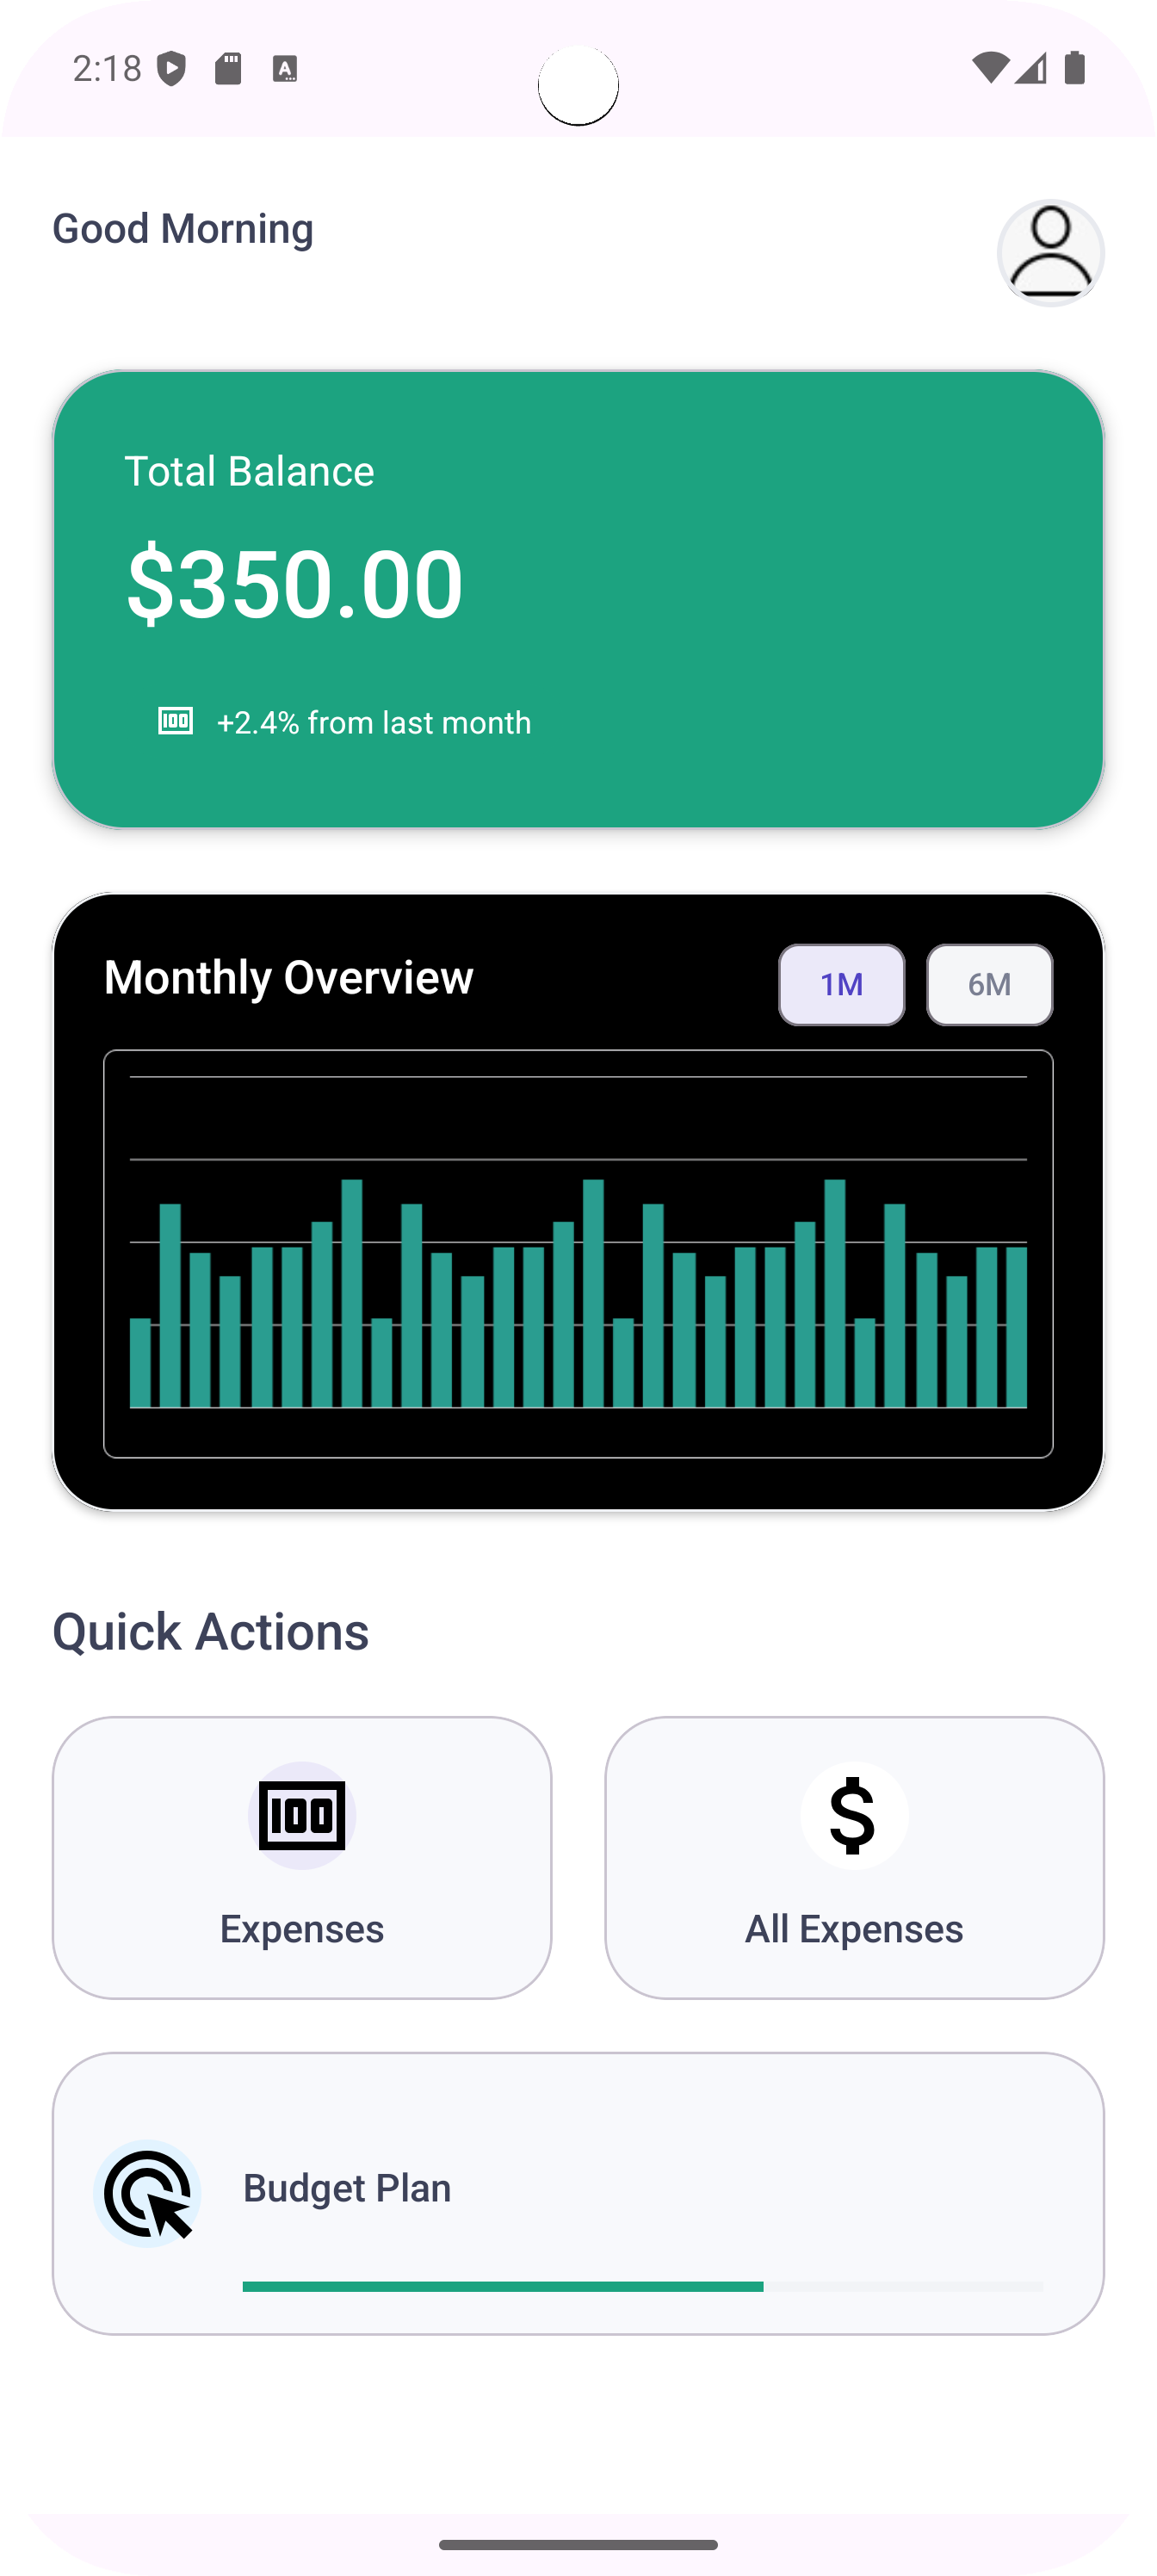 2:18
Good Morning
Total Balance
$350.00
+2.4% from last month
Monthly Overview
1M
6M
Quick Actions
Expenses
All Expenses
Budget Plan